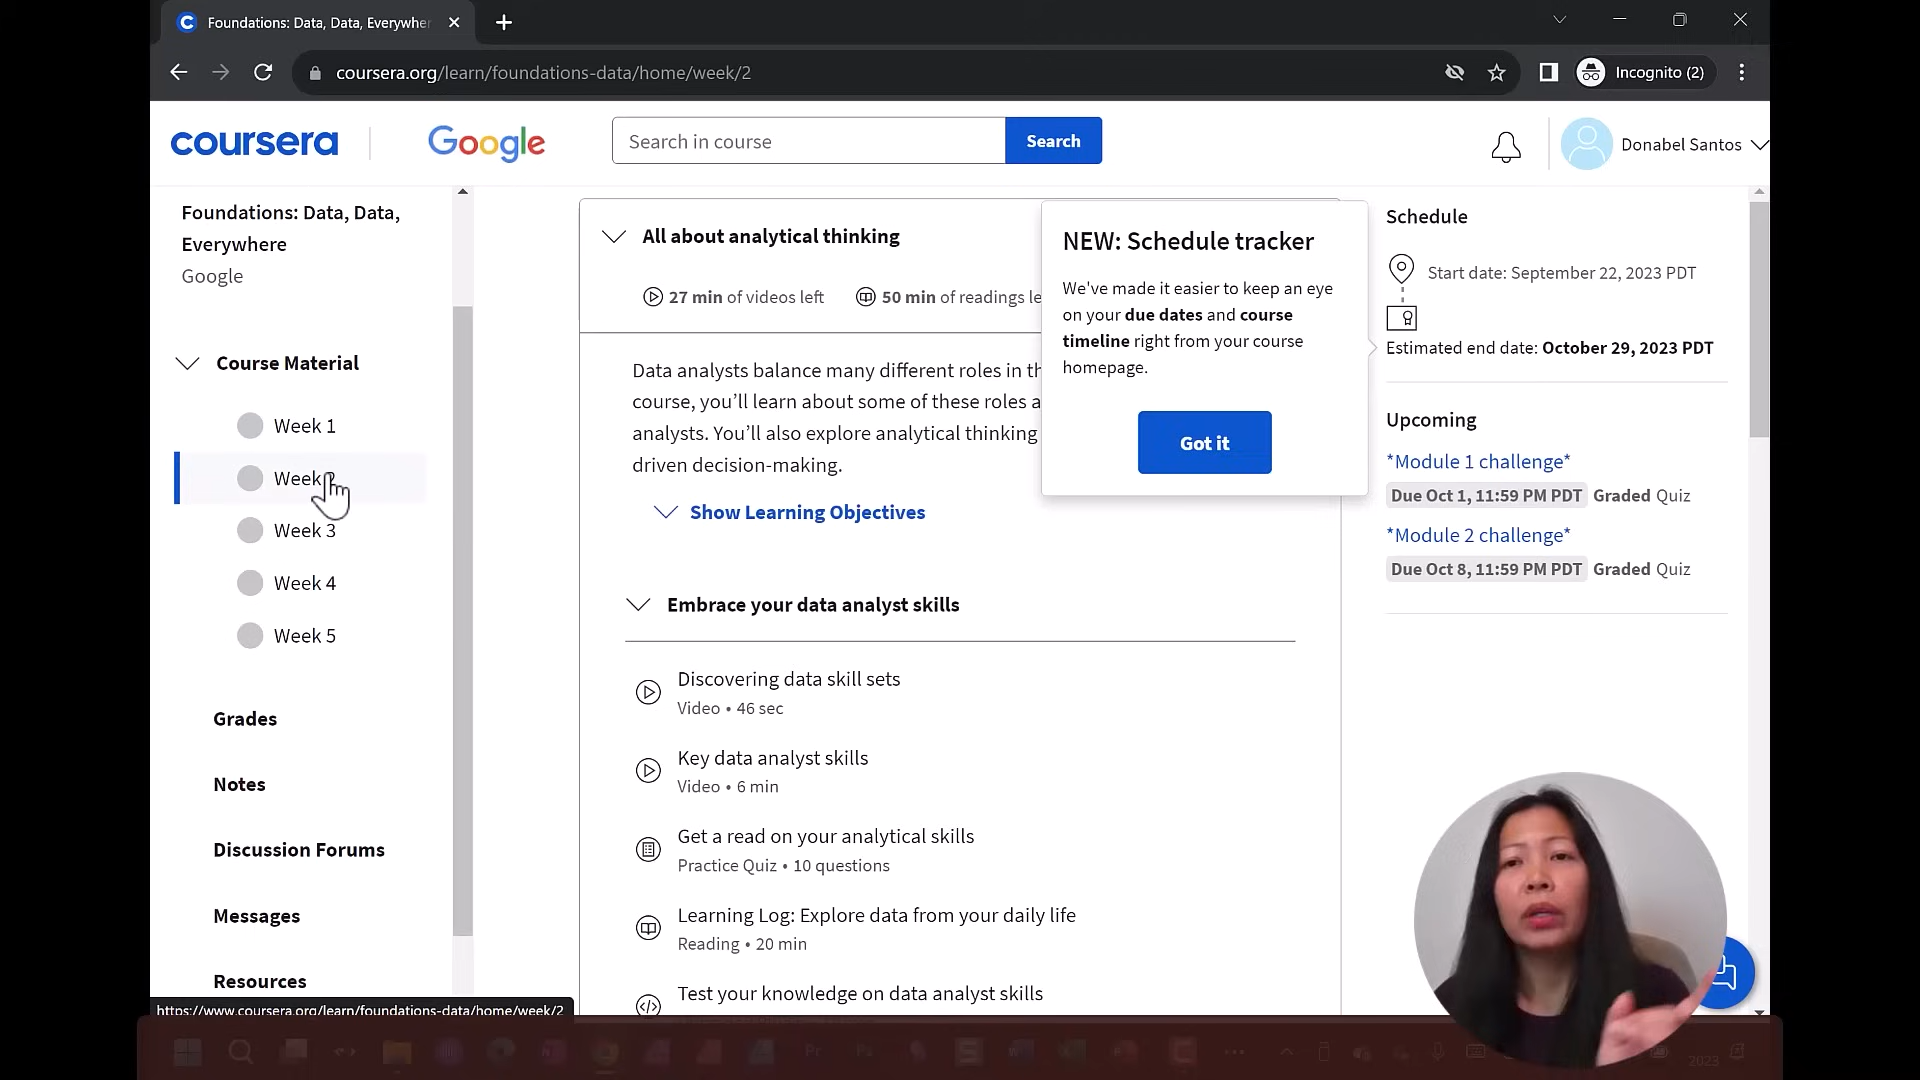 Foundations: Data, Data, Everywhe
coursera.org/learn/foundations-data/home/week/2
Incognito (2)
coursera
Google
Search in course
Search
Donabel Santos
Foundations: Data, Data,
Everywhere
Google
Course Material
Week 1
Week
Week 3
Week 4
Week 5
Grades
Notes
Discussion Forums
Messages
Resources
https://www.coursera.org/learn/foundations-data/home/week/2
All about analytical thinking
27 min of videos left
50 min of readings le
Data analysts balance many different roles in th
course, you'll learn about some of these roles a
analysts. You'll also explore analytical thinking
driven decision-making.
Show Learning Objectives
Embrace your data analyst skills
Discovering data skill sets
Video • 46 sec
Key data analyst skills
Video • 6 min
Get a read on your analytical skills
Practice Quiz • 10 questions
Learning Log: Explore data from your daily life
Reading • 20 min
Test your knowledge on data analyst skills
NEW: Schedule tracker
We've made it easier to keep an eye
on your due dates and course
timeline right from your course
homepage.
Got it
Schedule
Start date: September 22, 2023 PDT
Estimated end date: October 29, 2023 PDT
Upcoming
*Module 1 challenge*
Due Oct 1, 11:59 PM PDT Graded Quiz
*Module 2 challenge*
Due Oct 8, 11:59 PM PDT Graded Quiz
Pr
2023